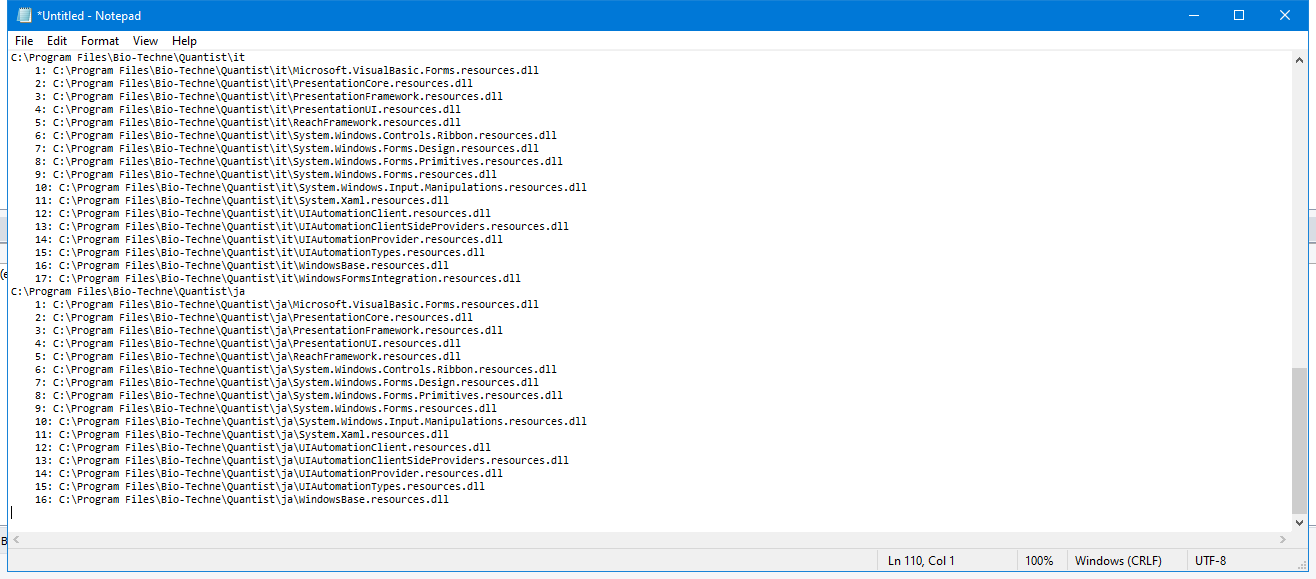 *Untitled - Notepad
File Edit Format View Help
C:\Program Files\Bio-Techne\Quantist\it
1: C:\Program Files\Bio-Techne\Quantist\it\Microsoft.VisualBasic.Forms.resources.dll
2: C:\Program Files\Bio-Techne\Quantist\it\PresentationCore.resources.dll
3: C:\Program Files\Bio-Techne\Quantist\it\PresentationFramework.resources.dll
4: C:\Program Files\Bio-Techne\Quantist\it\PresentationUI.resources.dll
5: C:\Program Files\Bio-Techne\Quantist\it\ReachFramework.resources.dll
6: C:\Program Files\Bio-Techne\Quantist\it\System.Windows.Controls.Ribbon.resources.dll
7: C:\Program Files\Bio-Techne\Quantist\it\System.Windows.Forms.Design.resources.dll
8: C:\Program Files\Bio-Techne\Quantist\it\System.Windows.Forms.Primitives.resources.dll
9: C:\Program Files\Bio-Techne\Quantist\it\System.Windows.Forms.resources.dll
10: C:\Program Files\Bio-Techne\Quantist\it\System.Windows.Input.Manipulations.resources.dll
11: C:\Program Files\Bio-Techne\Quantist\it\System.Xaml.resources.dll
12: C:\Program Files\Bio-Techne\Quantist\it\UIAutomationClient.resources.dll
13: C:\Program Files\Bio-Techne\Quantist\it\UIAutomationClientSideProviders.resources.dll
14: C:\Program Files\Bio-Techne\Quantist\it\UIAutomationProvider.resources.dll
15: C:\Program Files\Bio-Techne\Quantist\it\UIAutomationTypes.resources.dll
16: C:\Program Files\Bio-Techne\Quantist\it\WindowsBase.resources.dll
17: C:\Program Files\Bio-Techne\Quantist\it\WindowsFormsIntegration.resources.dll
C:\Program Files\Bio-Techne\Quantist\ja
1: C:\Program Files\Bio-Techne\Quantist\ja\Microsoft.VisualBasic.Forms.resources.dll
2: C:\Program Files\Bio-Techne\Quantist\ja\PresentationCore.resources.dll
3: C:\Program Files\Bio-Techne\Quantist\ja\PresentationFramework.resources.dll
4: C:\Program Files\Bio-Techne\Quantist\ja\PresentationUI.resources.dll
5: C:\Program Files\Bio-Techne\Quantist\ja\ReachFramework.resources.dll
6: C:\Program Files\Bio-Techne\Quantist\ja\System.Windows.Controls.Ribbon.resources.dll
7: C:\Program Files\Bio-Techne\Quantist\ja\System.Windows.Forms.Design.resources.dll
8: C:\Program Files\Bio-Techne\Quantist\ja\System.Windows.Forms.Primitives.resources.dll
9: C:\Program Files\Bio-Techne\Quantist\ja\System.Windows.Forms.resources.dll
10: C:\Program Files\Bio-Techne\Quantist\ja\System.Windows.Input.Manipulations.resources.dll
11: C:\Program Files\Bio-Techne\Quantist\ja\System.Xaml.resources.dll
12: C:\Program Files\Bio-Techne\Quantist\ja\UIAutomationClient.resources.dll
13: C:\Program Files\Bio-Techne\Quantist\ja\UIAutomationClientSideProviders.resources.dll
14: C:\Program Files\Bio-Techne\Quantist\ja\UIAutomationProvider.resources.dll
15: C:\Program Files\Bio-Techne\Quantist\ja\UIAutomationTypes.resources.dll
16: C:\Program Files\Bio-Techne\Quantist\ja\WindowsBase.resources.dll
Ln 110, Col 1 100% Windows (CRLF) UTF-8